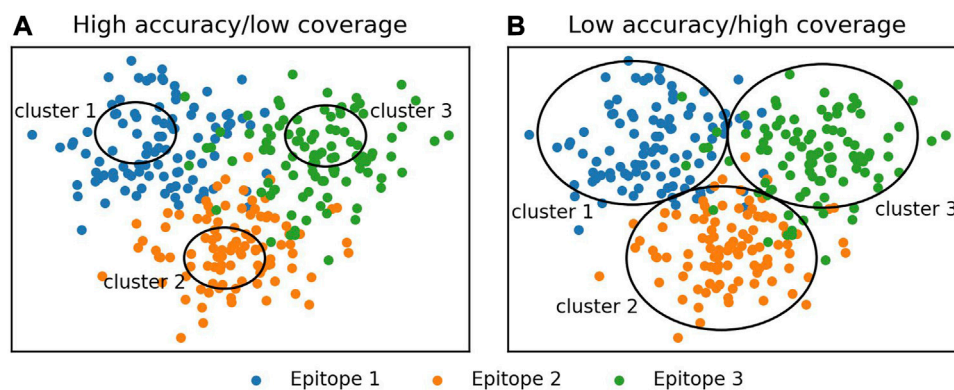 A High accuracy/low coverage
cluster 1
cluster 3
cluster 2
B Low accuracy/high coverage
cluster 1
cluster 3
cluster 2
Epitope 1 Epitope 2 Epitope 3